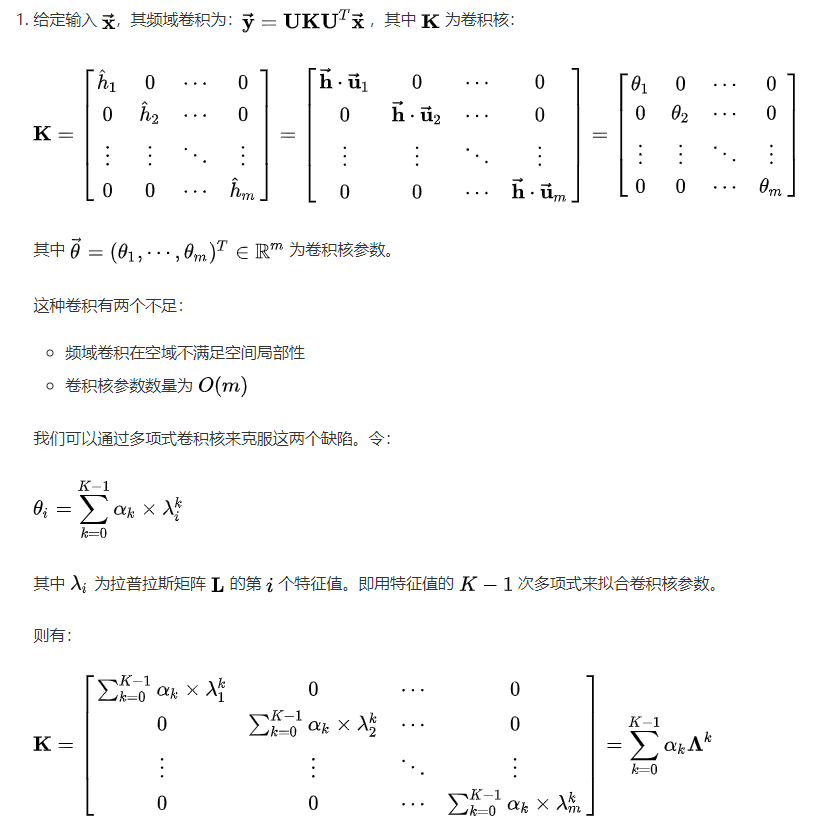 1. 给定输入 $\vec{\mathbf{x}}$，其频域卷积为：$\vec{\mathbf{y}} = \mathbf{U}\mathbf{K}\mathbf{U}^T\vec{\mathbf{x}}$ ，其中 $\mathbf{K}$ 为卷积核：
$\mathbf{K} = \begin{bmatrix} \hat{h}_1 & 0 & \cdots & 0 \\ 0 & \hat{h}_2 & \cdots & 0 \\ \vdots & \vdots & \ddots & \vdots \\ 0 & 0 & \cdots & \hat{h}_m \end{bmatrix} = \begin{bmatrix} \vec{\mathbf{h}} \cdot \vec{\mathbf{u}}_1 & 0 & \cdots & 0 \\ 0 & \vec{\mathbf{h}} \cdot \vec{\mathbf{u}}_2 & \cdots & 0 \\ \vdots & \vdots & \ddots & \vdots \\ 0 & 0 & \cdots & \vec{\mathbf{h}} \cdot \vec{\mathbf{u}}_m \end{bmatrix} = \begin{bmatrix} \theta_1 & 0 & \cdots & 0 \\ 0 & \theta_2 & \cdots & 0 \\ \vdots & \vdots & \ddots & \vdots \\ 0 & 0 & \cdots & \theta_m \end{bmatrix}$
其中 $\vec{\theta} = (\theta_1, \cdots, \theta_m)^T \in \mathbb{R}^m$ 为卷积核参数。
这种卷积有两个不足：
○ 频域卷积在空域不满足空间局部性
○ 卷积核参数数量为 $O(m)$
我们可以通过多项式卷积核来克服这两个缺陷。令：
$\theta_i = \sum_{k=0}^{K-1} \alpha_k \times \lambda_i^k$
其中 $\lambda_i$ 为拉普拉斯矩阵 $\mathbf{L}$ 的第 $i$ 个特征值。即用特征值的 $K-1$ 次多项式来拟合卷积核参数。
则有：
$\mathbf{K} = \begin{bmatrix} \sum_{k=0}^{K-1} \alpha_k \times \lambda_1^k & 0 & \cdots & 0 \\ 0 & \sum_{k=0}^{K-1} \alpha_k \times \lambda_2^k & \cdots & 0 \\ \vdots & \vdots & \ddots & \vdots \\ 0 & 0 & \cdots & \sum_{k=0}^{K-1} \alpha_k \times \lambda_m^k \end{bmatrix} = \sum_{k=0}^{K-1} \alpha_k \mathbf{\Lambda}^k$